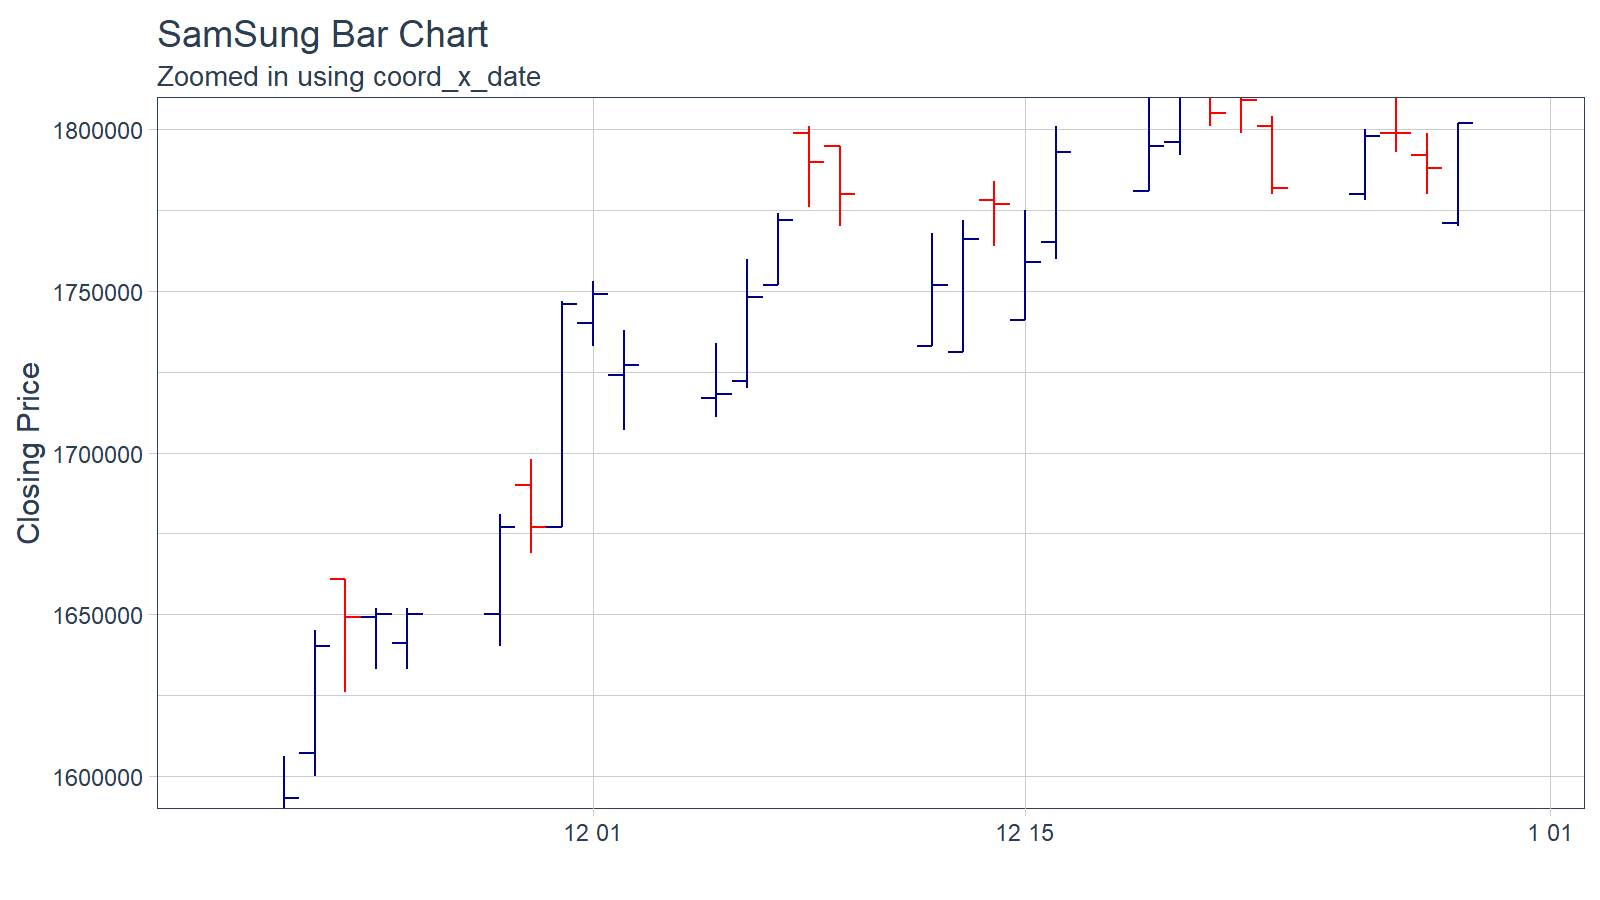 SamSung Bar Chart
Zoomed in using coord_x_date
Closing Price
1800000
1750000
1700000
1650000
1600000
12 01
12 15
1 01